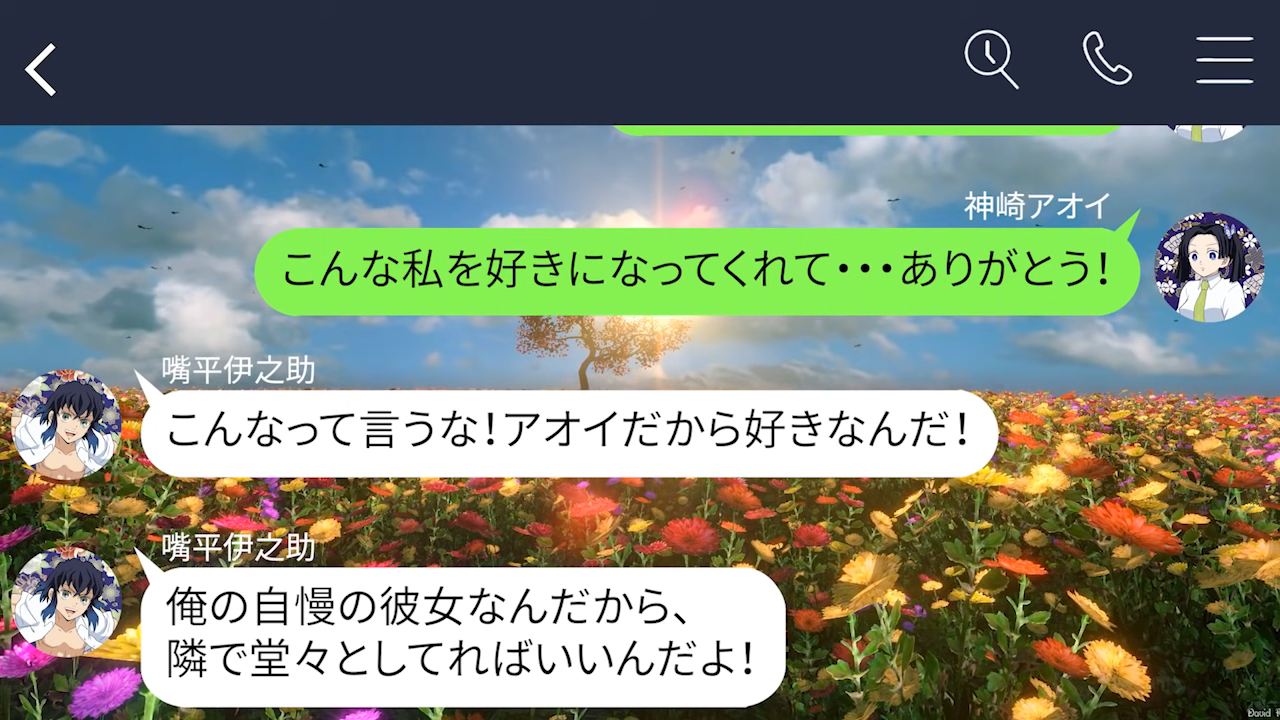 神崎アオイ
こんな私を好きになってくれて・・・ありがとう！
嘴平伊之助
こんなって言うな！アオイだから好きなんだ！
嘴平伊之助
俺の自慢の彼女なんだから、
隣で堂々としてればいいんだよ！
David